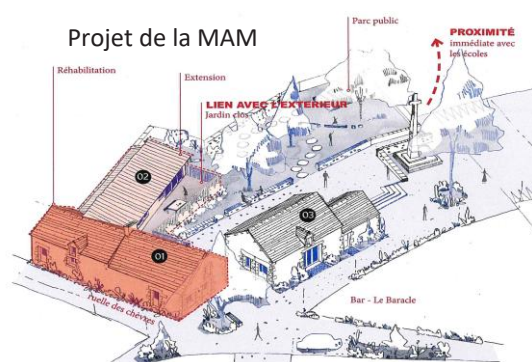 Projet de la MAM
Parc public
PROXIMITÉ
immédiate avec
les écoles
Réhabilitation
Extension
LIEN AVEC L'EXTERIEUR
Jardin clos
02
03
01
ruelle des chèvres
Bar - Le Baracle